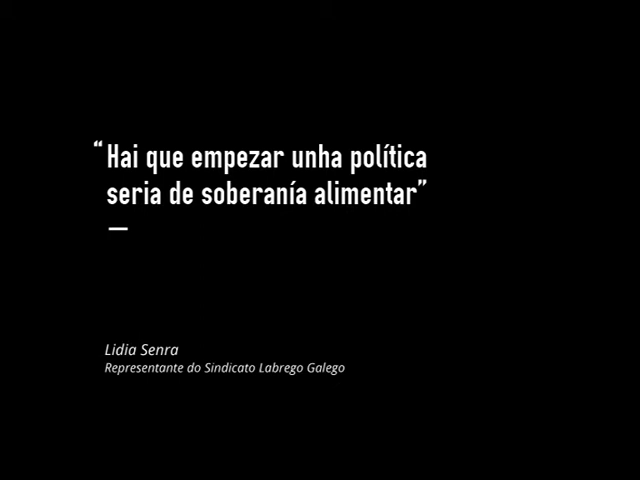 “Hai que empezar unha política
seria de soberanía alimentar”
—
Lidia Senra
Representante do Sindicato Labrego Galego